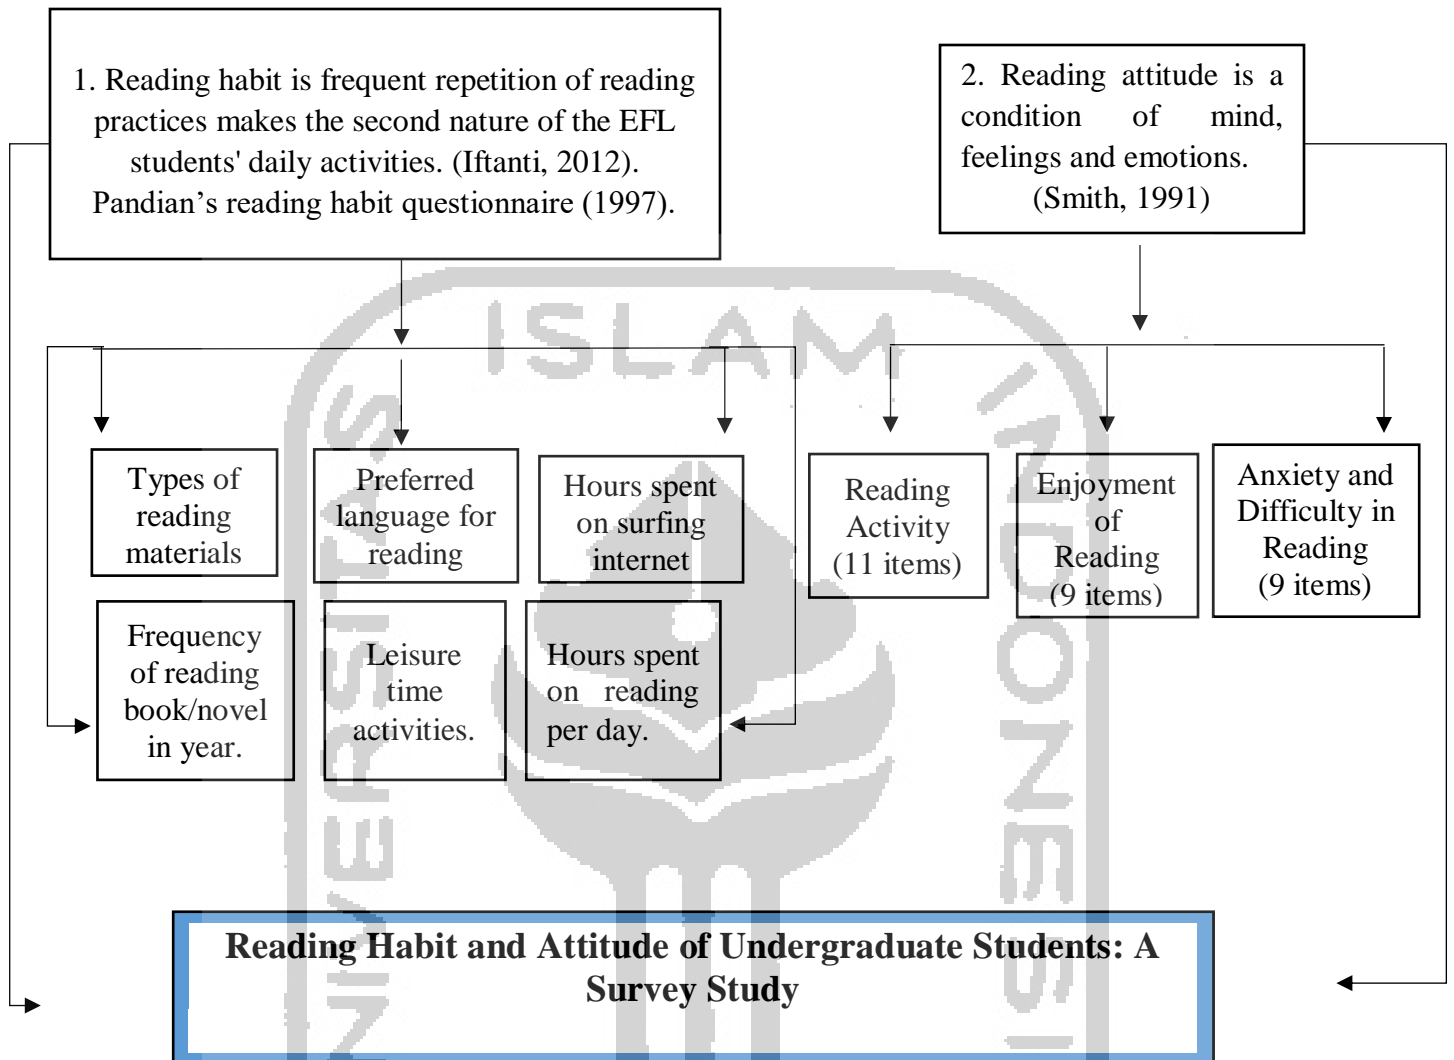 1. Reading habit is frequent repetition of reading
practices makes the second nature of the EFL
students' daily activities. (Iftanti, 2012).
Pandian’s reading habit questionnaire (1997).
2. Reading attitude is a
condition of mind,
feelings and emotions.
(Smith, 1991)
Types of
reading
materials
Preferred
language for
reading
Hours spent
on surfing
internet
Reading
Activity
(11 items)
Enjoyment
of
Reading
(9 items)
Anxiety and
Difficulty in
Reading
(9 items)
Frequency
of reading
book/novel
in year.
Leisure
time
activities.
Hours spent
on reading
per day.
Reading Habit and Attitude of Undergraduate Students: A
Survey Study
ISLAM
UNIVERSITAS
INDONESI